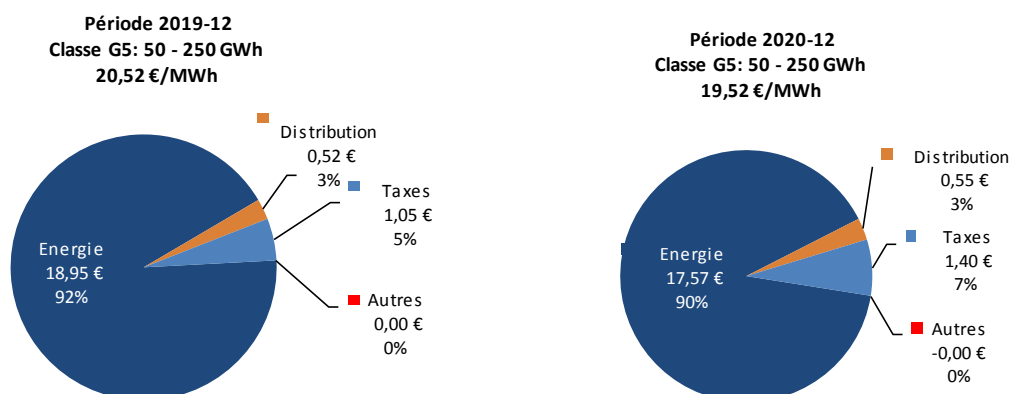 Période 2019-12
Classe G5: 50 - 250 GWh
20,52 €/MWh
Distribution
0,52 €
3%
Taxes
1,05 €
5%
Energie
18,95 €
92%
Autres
0,00 €
0%
Période 2020-12
Classe G5: 50 - 250 GWh
19,52 €/MWh
Distribution
0,55 €
3%
Taxes
1,40 €
7%
Energie
17,57 €
90%
Autres
-0,00 €
0%